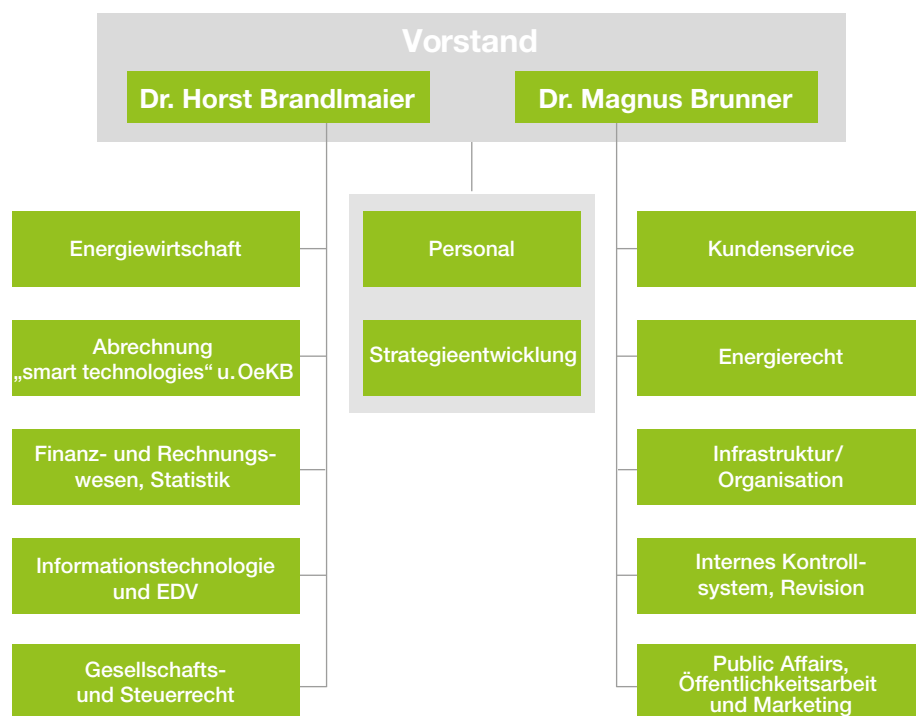 Vorstand
Dr. Horst Brandlmaier
Dr. Magnus Brunner
Energiewirtschaft
Abrechnung
„smart technologies“ u. OeKB
Finanz- und Rechnungs-
wesen, Statistik
Informationstechnologie
und EDV
Gesellschafts-
und Steuerrecht
Personal
Strategieentwicklung
Kundenservice
Energierecht
Infrastruktur/
Organisation
Internes Kontroll-
system, Revision
Public Affairs,
Öffentlichkeitsarbeit
und Marketing